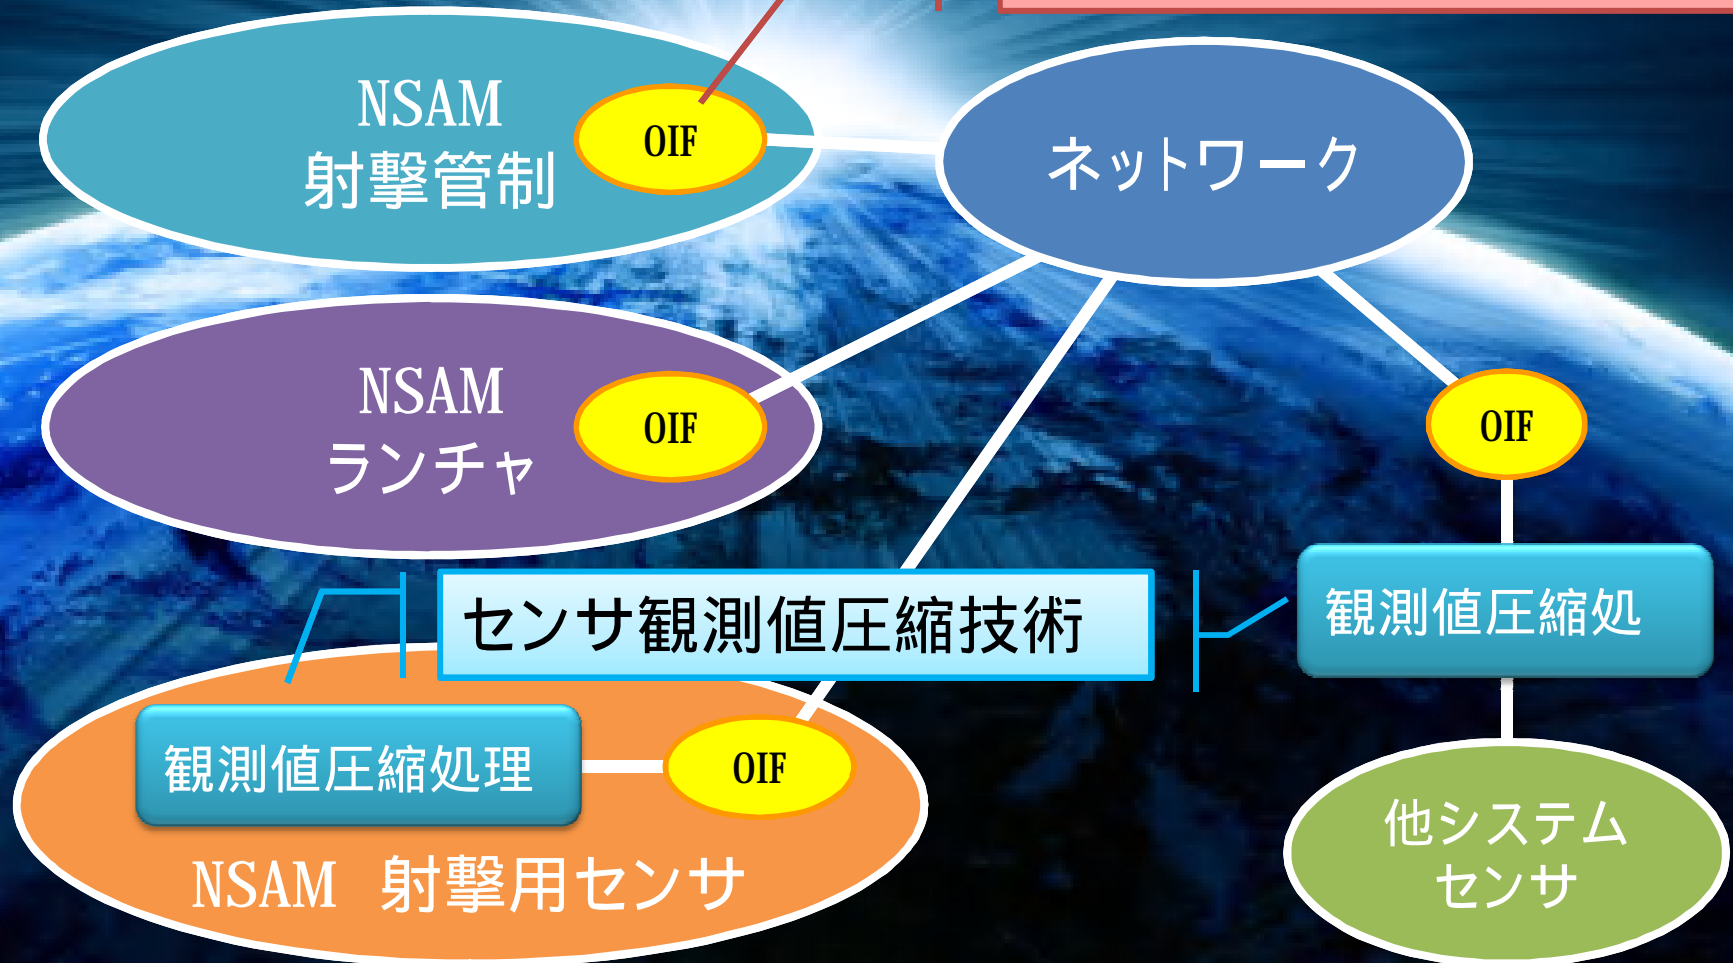 NSAM
射撃管制
OIF
ネットワーク
NSAM
ランチャ
OIF
OIF
センサ観測値圧縮技術
観測値圧縮処
観測値圧縮処理
OIF
NSAM 射撃用センサ
他システム
センサ